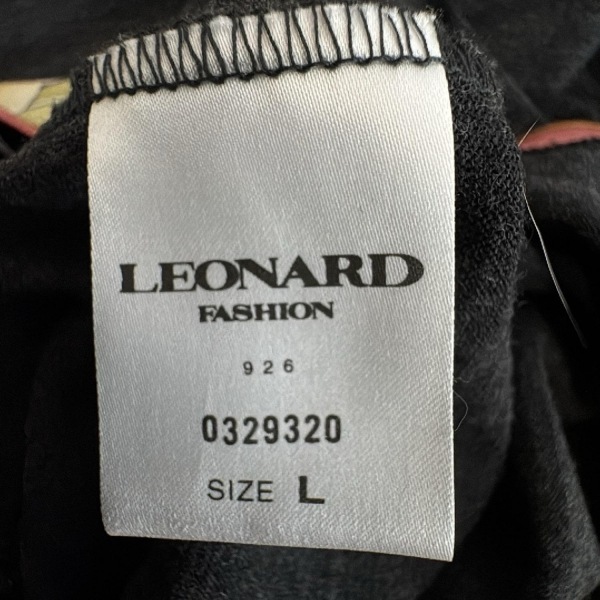 LEONARD
FASHION
926
0329320
SIZE L